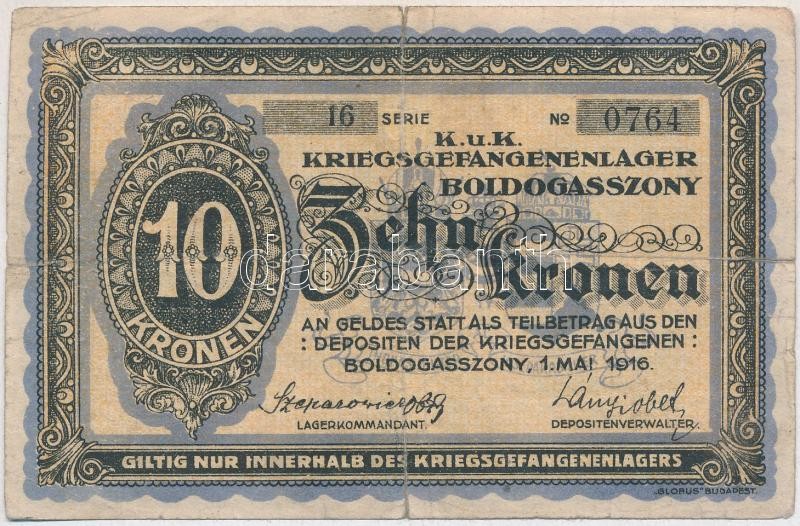 16 SERIE No 0764
K.u.K.
KRIEGSGEFANGENENLAGER
BOLDOGASSZONY
Zehn
Kronen
10
KRONEN
AN GELDES STATT ALS TEILBETRAG AUS DEN
: DEPOSITEN DER KRIEGSGEFANGENEN :
BOLDOGASSZONY, 1. MAI 1916.
LAGERKOMMANDANT.
DEPOSITENVERWALTER.
GILTIG NUR INNERHALB DES KRIEGSGEFANGENENLAGERS
„GLOBUS" BUDAPEST.
darabanth